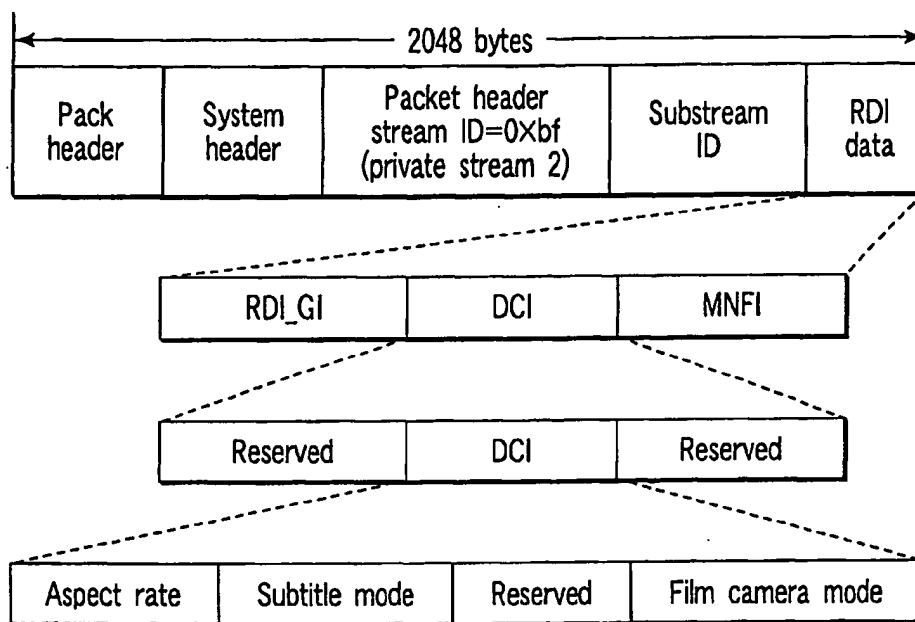 2048 bytes
Pack
header
System
header
Packet header
stream ID=0×bf
(private stream 2)
Substream
ID
RDI
data
RDI_GI
DCI
MNFI
Reserved
DCI
Reserved
Aspect rate
Subtitle mode
Reserved
Film camera mode